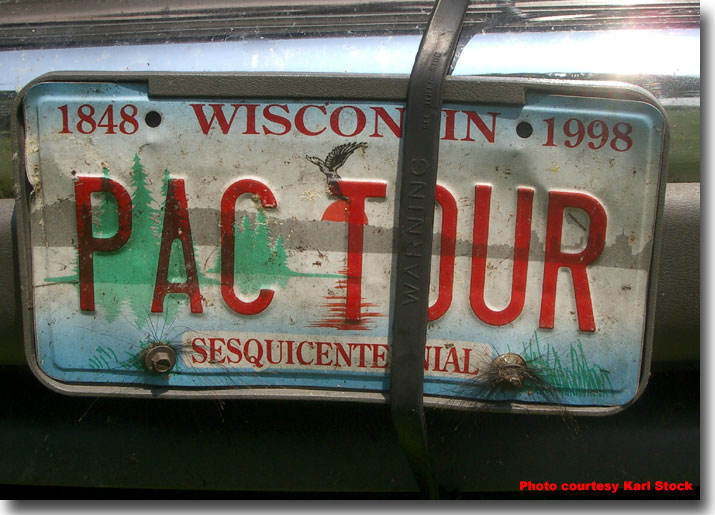 1848 WISCONSIN 1998
PAC TOUR
SESQUICENTENNIAL
WARNING
Photo courtesy Karl Stock